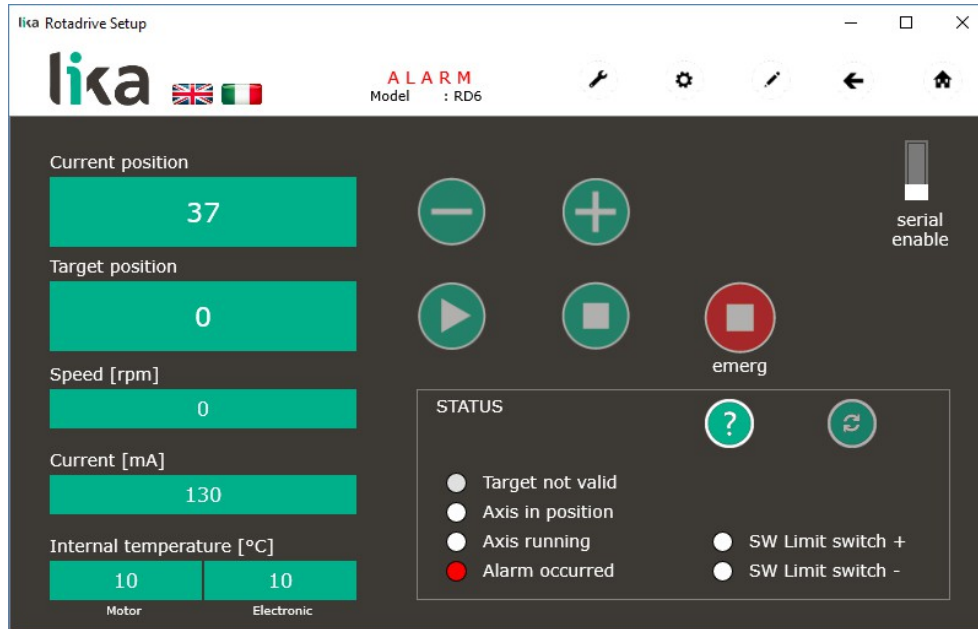 lika Rotadrive Setup
lika
ALARM
Model : RD6
Current position
37
serial
enable
Target position
0
emerg
Speed [rpm]
0
STATUS
?
Current [mA]
130
Target not valid
Axis in position
Internal temperature [°C]
Axis running
SW Limit switch +
10
10
Alarm occurred
SW Limit switch -
Motor
Electronic